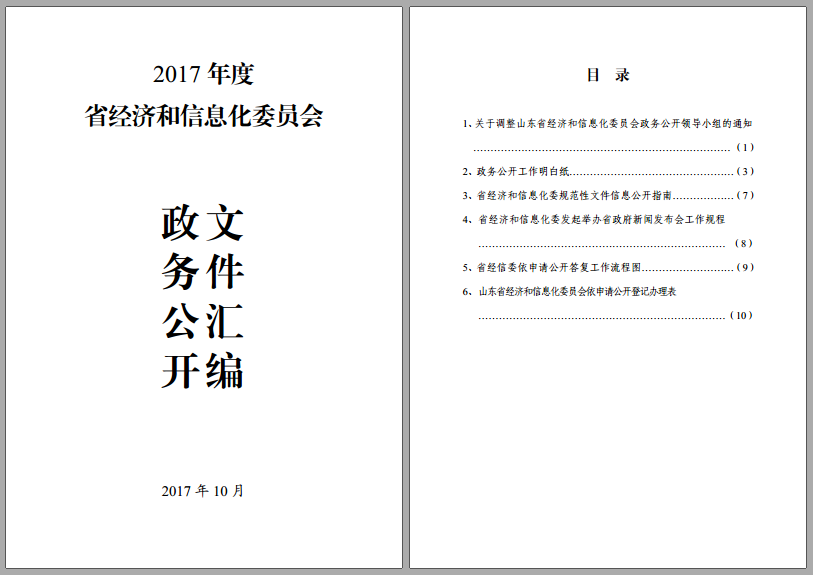 2017 年度
省经济和信息化委员会
政务公开
文件汇编
2017 年 10 月
目 录
1、关于调整山东省经济和信息化委员会政务公开领导小组的通知
……………………………………………………………………（1）
2、政务公开工作明白纸…………………………………………（3）
3、省经济和信息化委规范性文件信息公开指南………………（7）
4、省经济和信息化委发起举办省政府新闻发布会工作规程
……………………………………………………………… （8）
5、省经信委依申请公开答复工作流程图………………………（9）
6、山东省经济和信息化委员会依申请公开登记办理表
………………………………………………………………（10）